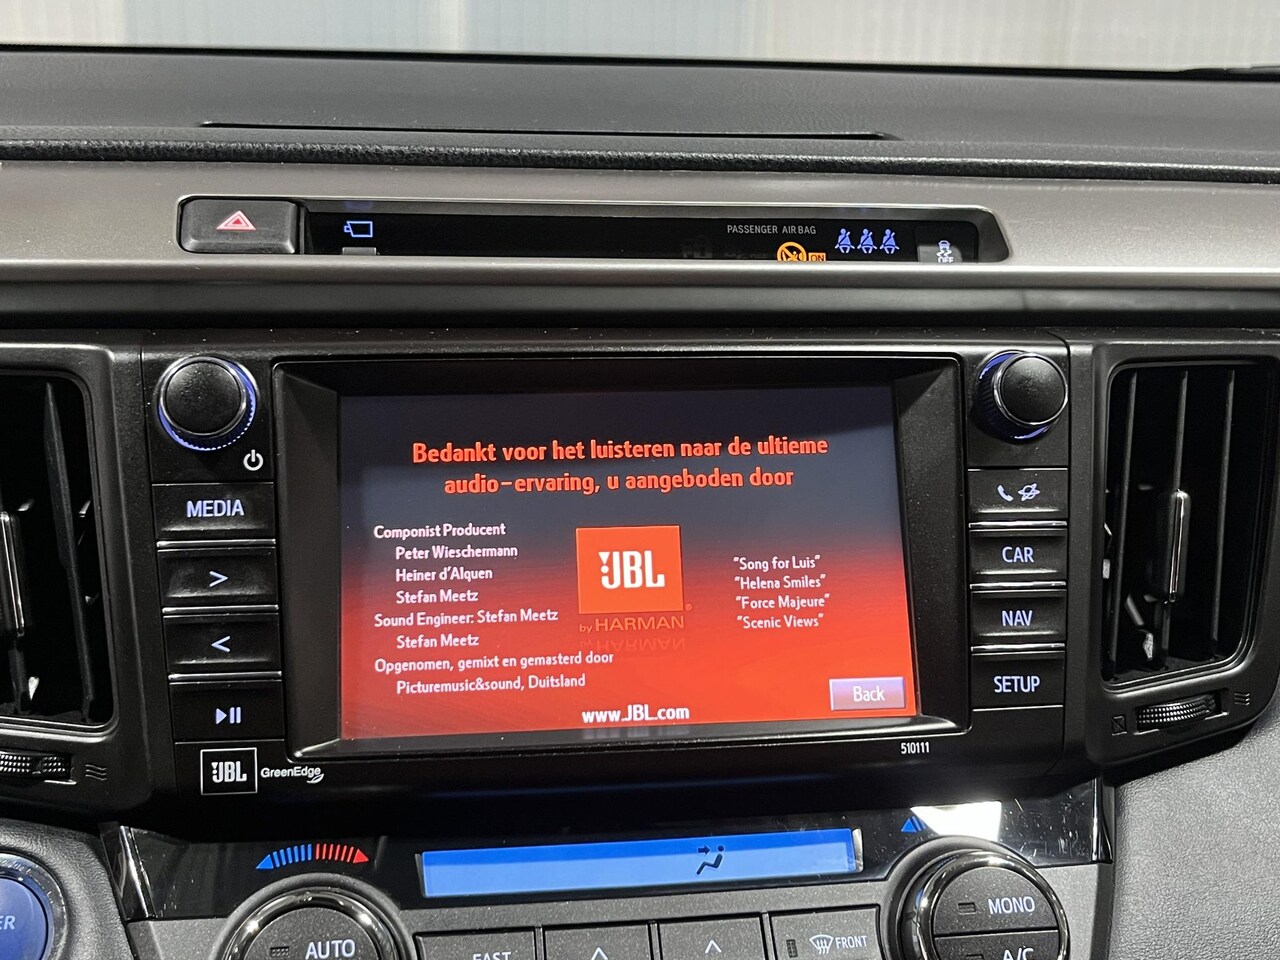 PASSENGER AIR BAG
ON
OFF
MEDIA
Bedankt voor het luisteren naar de ultieme
audio-ervaring, u aangeboden door
Componist Producent
Peter Wieschermann
Heiner d'Alquen
Stefan Meetz
Sound Engineer: Stefan Meetz
Stefan Meetz
Opgenomen, gemixt en gemasterd door
Picturemusic&sound, Duitsland
JBL
by HARMAN
"Song for Luis"
"Helena Smiles"
"Force Majeure"
"Scenic Views"
Back
www.JBL.com
CAR
NAV
SETUP
510111
JBL GreenEdge
AUTO
FAST
FRONT
MONO
A/C